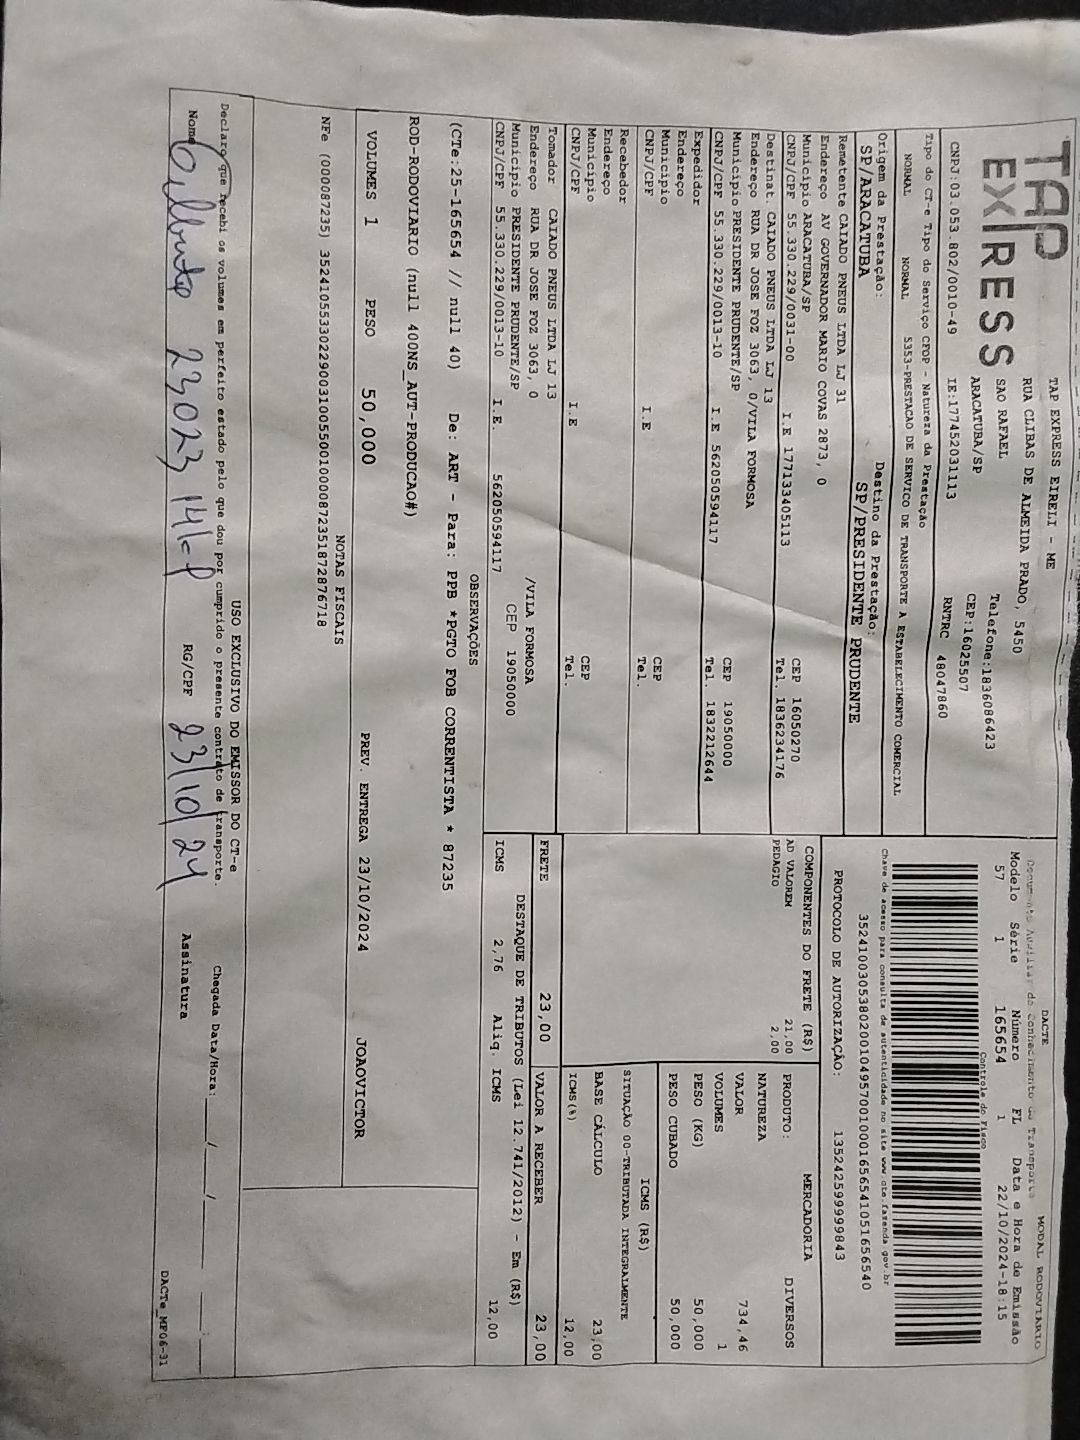 TAP EXPRESS
TAP EXPRESS EIRELI - ME
RUA CLIBAS DE ALMEIDA PRADO, 5450
SAO RAFAEL Telefone:1836086423
ARACATUBA/SP CEP:16025507
CNPJ:03.053.802/0010-49 IE:177452031113 RNTRC 48047860
Tipo do CT-e Tipo do Serviço CFOP - Natureza da Prestação
NORMAL NORMAL 5353-PRESTACAO DE SERVICO DE TRANSPORTE A ESTABELECIMENTO COMERCIAL
Origem da Prestação: Destino da Prestação:
SP/ARACATUBA SP/PRESIDENTE PRUDENTE
DACTE MODAL RODOVIARIO
Documento Auxiliar do Conhecimento de Transporte
Modelo Série Número FL Data e Hora de Emissão
57 1 165654 1 22/10/2024-18:15
Controle do Fisco
Chave de acesso para consulta de autenticidade no site www.cte.fazenda.gov.br
35241003053802001049570010001656541051656540
PROTOCOLO DE AUTORIZAÇÃO: 135242599999843
Remetente CAIADO PNEUS LTDA LJ 31
Endereço AV GOVERNADOR MARIO COVAS 2873, 0
Municipio ARACATUBA/SP CEP 16050270
CNPJ/CPF 55.330.229/0031-00 I.E 177133405113 Tel. 1836234176
Destinat. CAIADO PNEUS LTDA LJ 13
Endereço RUA DR JOSE FOZ 3063, 0/VILA FORMOSA
Municipio PRESIDENTE PRUDENTE/SP CEP 19050000
CNPJ/CPF 55.330.229/0013-10 I.E 562050594117 Tel. 1832212644
Expedidor
Endereço
Municipio CEP
CNPJ/CPF I.E Tel.
Recebedor
Endereço
Municipio CEP
CNPJ/CPF I.E Tel.
Tomador CAIADO PNEUS LTDA LJ 13
Endereço RUA DR JOSE FOZ 3063, 0 /VILA FORMOSA
Municipio PRESIDENTE PRUDENTE/SP CEP 19050000
CNPJ/CPF 55.330.229/0013-10 I.E. 562050594117
COMPONENTES DO FRETE (R$)
AD VALOREM 21,00
PEDAGIO 2,00
MERCADORIA
PRODUTO: DIVERSOS
NATUREZA
VALOR 734,46
VOLUMES 1
PESO (KG) 50,000
PESO CUBADO 50,000
ICMS (R$)
SITUAÇÃO 00-TRIBUTADA INTEGRALMENTE
BASE CÁLCULO 23,00
ICMS(%) 12,00
FRETE 23,00 VALOR A RECEBER 23,00
DESTAQUE DE TRIBUTOS (Lei 12.741/2012) - Em (R$)
ICMS 2,76 Aliq. ICMS 12,00
OBSERVAÇÕES
(CTe:25-165654 // null 40) De: ART - Para: PPB *PGTO FOB CORRENTISTA * 87235
ROD-RODOVIARIO (null 400NS_AUT-PRODUCAO#)
VOLUMES 1 PESO 50,000 PREV. ENTREGA 23/10/2024 JOAOVICTOR
NOTAS FISCAIS
NFe (000087235) 35241055330229003100550010000872351872876718
USO EXCLUSIVO DO EMISSOR DO CT-e
Declaro que recebi os volumes em perfeito estado pelo que dou por cumprido o presente contrato de transporte. Chegada Data/Hora: ____/____/______ ____:____
Nome RG/CPF 23/10/24 Assinatura
DACTe_MP06-31